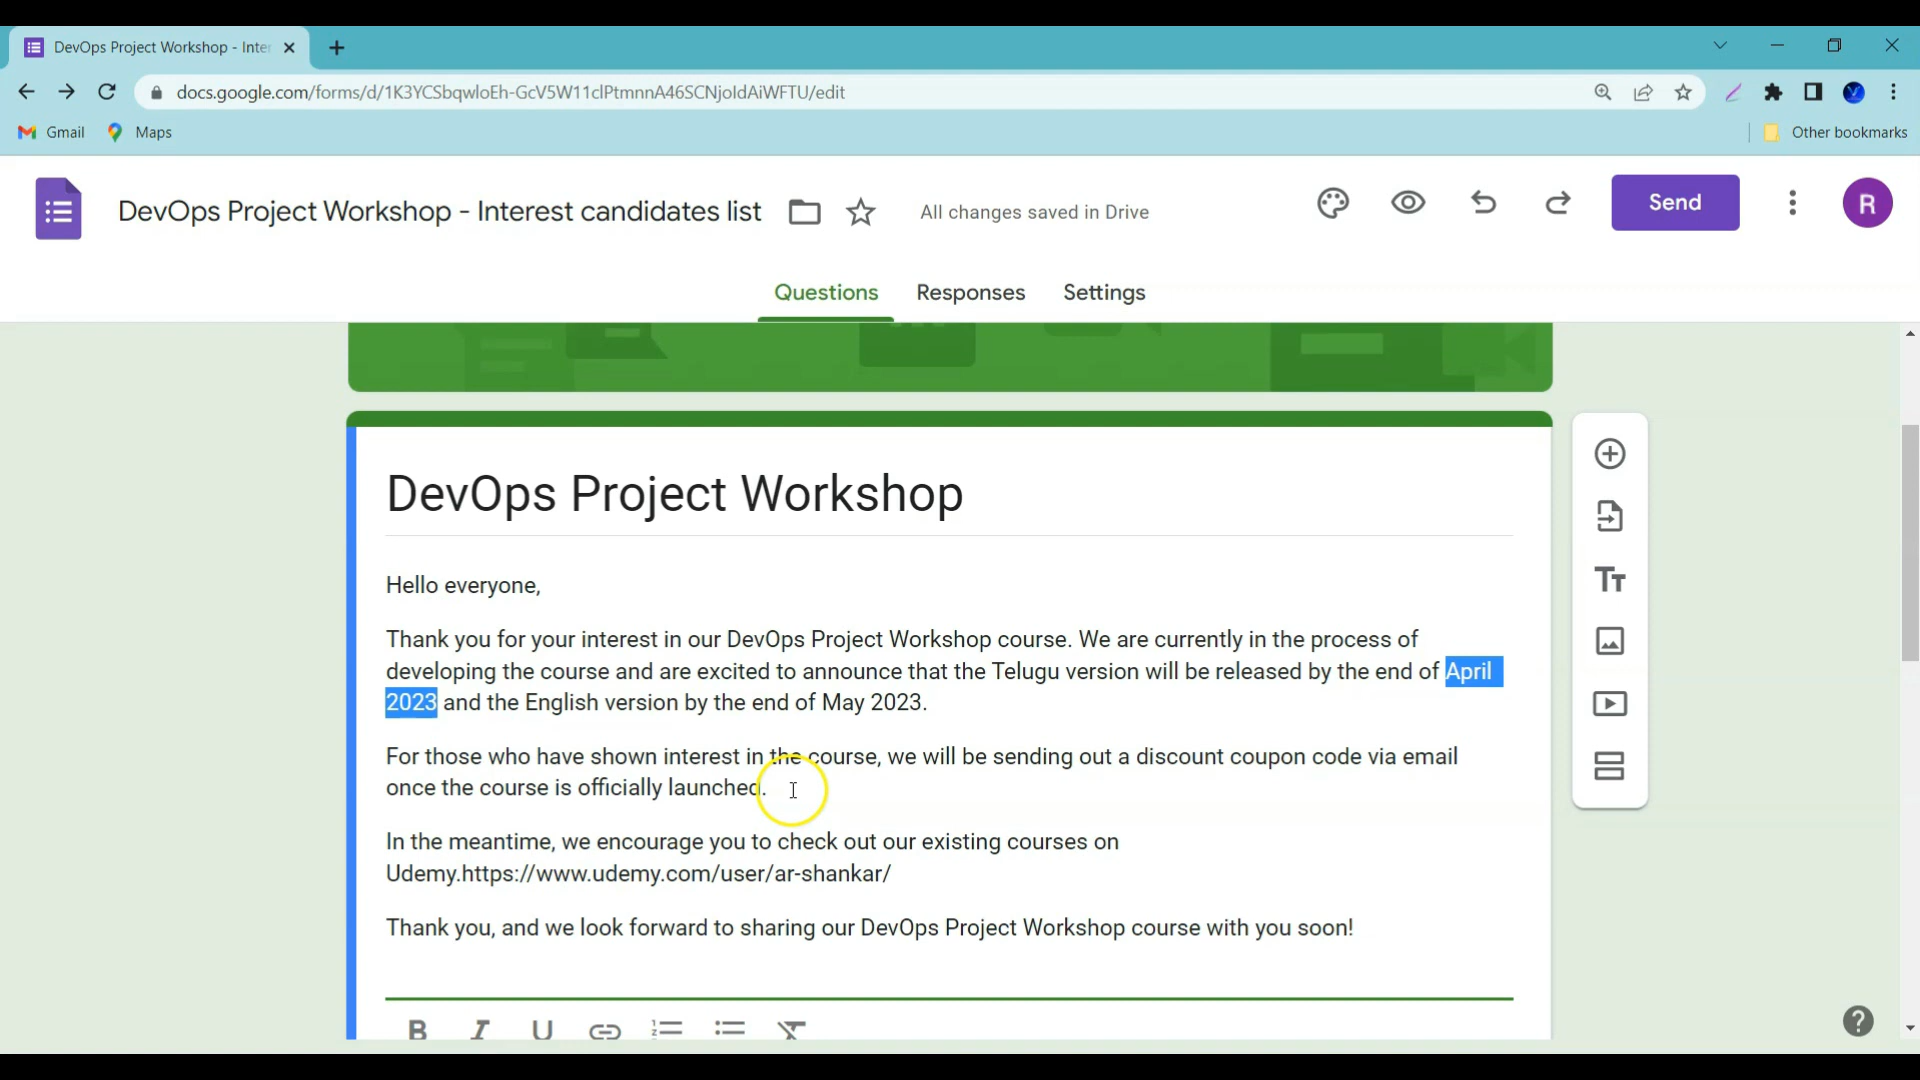 DevOps Project Workshop - Inter
docs.google.com/forms/d/1K3YCSbqwloEh-GcV5W11clPtmnnA46SCNjoldAiWFTU/edit
Gmail
Maps
Other bookmarks
DevOps Project Workshop - Interest candidates list
All changes saved in Drive
Send
R
Questions
Responses
Settings
DevOps Project Workshop
Hello everyone,
Thank you for your interest in our DevOps Project Workshop course. We are currently in the process of
developing the course and are excited to announce that the Telugu version will be released by the end of April
2023 and the English version by the end of May 2023.
For those who have shown interest in the course, we will be sending out a discount coupon code via email
once the course is officially launched.
In the meantime, we encourage you to check out our existing courses on
Udemy.https://www.udemy.com/user/ar-shankar/
Thank you, and we look forward to sharing our DevOps Project Workshop course with you soon!